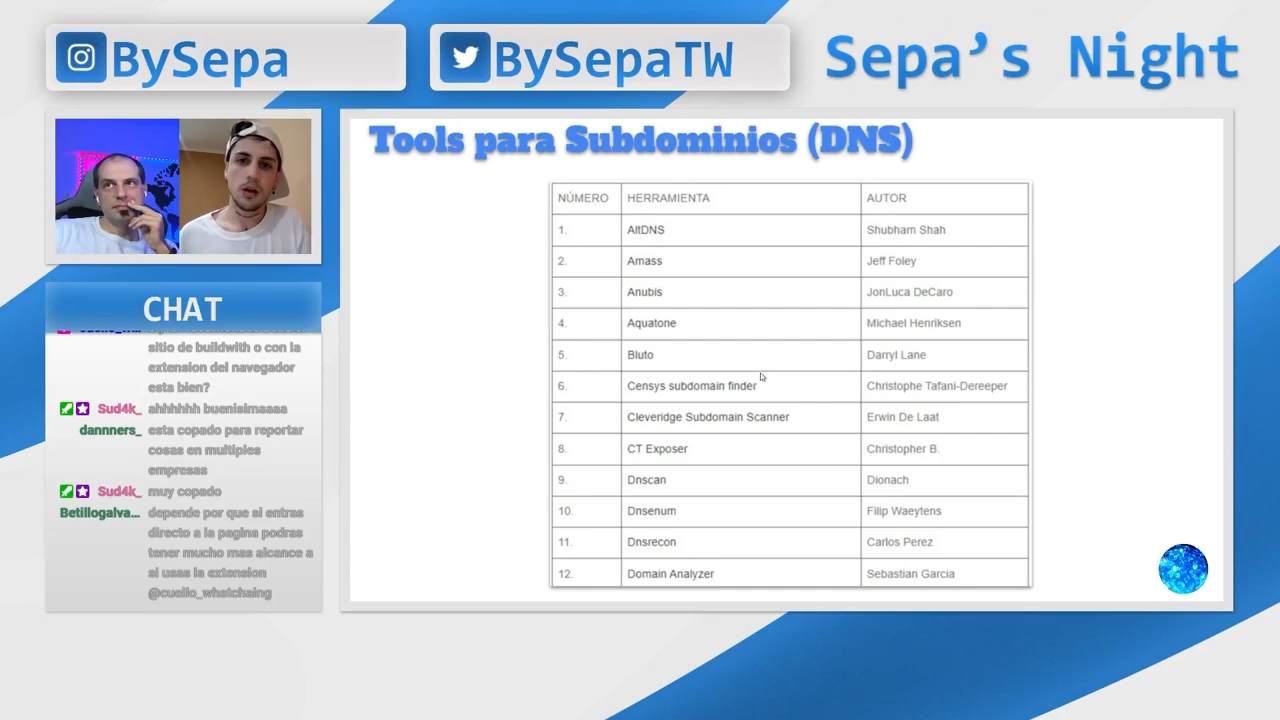 BySepa
BySepaTW
Sepa's Night
Tools para Subdominios (DNS)
NÚMERO HERRAMIENTA AUTOR
1. AltDNS Shubham Shah
2. Amass Jeff Foley
3. Anubis JonLuca DeCaro
4. Aquatone Michael Henriksen
5. Bluto Darryl Lane
6. Censys subdomain finder Christophe Tafani-Dereeper
7. Cleveridge Subdomain Scanner Erwin De Laat
8. CT Exposer Christopher B.
9. Dnscan Dionach
10. Dnsenum Filip Waeytens
11. Dnsrecon Carlos Perez
12. Domain Analyzer Sebastian Garcia
CHAT
sitio de buildwith o con la
extension del navegador
esta bien?
Sud4k_ ahhhhhh buenisimaaaa
dannners_ esta copado para reportar
cosas en multiples
empresas
Sud4k_ muy copado
Betillogalva... depende por que si entras
directo a la pagina podras
tener mucho mas alcance a
si usas la extension
@cuello_whatchaing